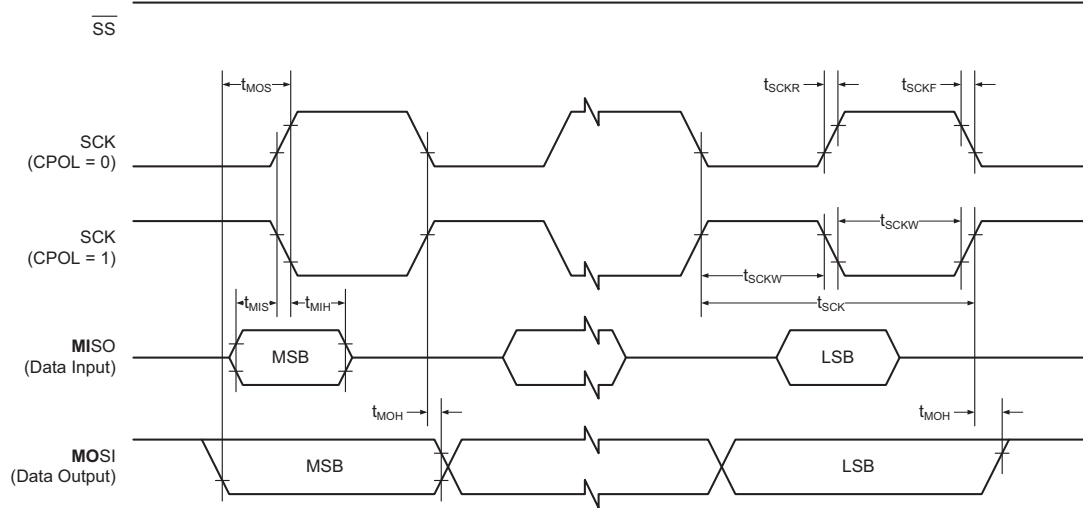 SS
tMOS
tSCKR
tSCKF
SCK
(CPOL = 0)
SCK
(CPOL = 1)
tSCKW
tSCKW
tSCK
tMIS
tMIH
MISO
(Data Input)
MSB
LSB
tMOH
tMOH
MOSI
(Data Output)
MSB
LSB